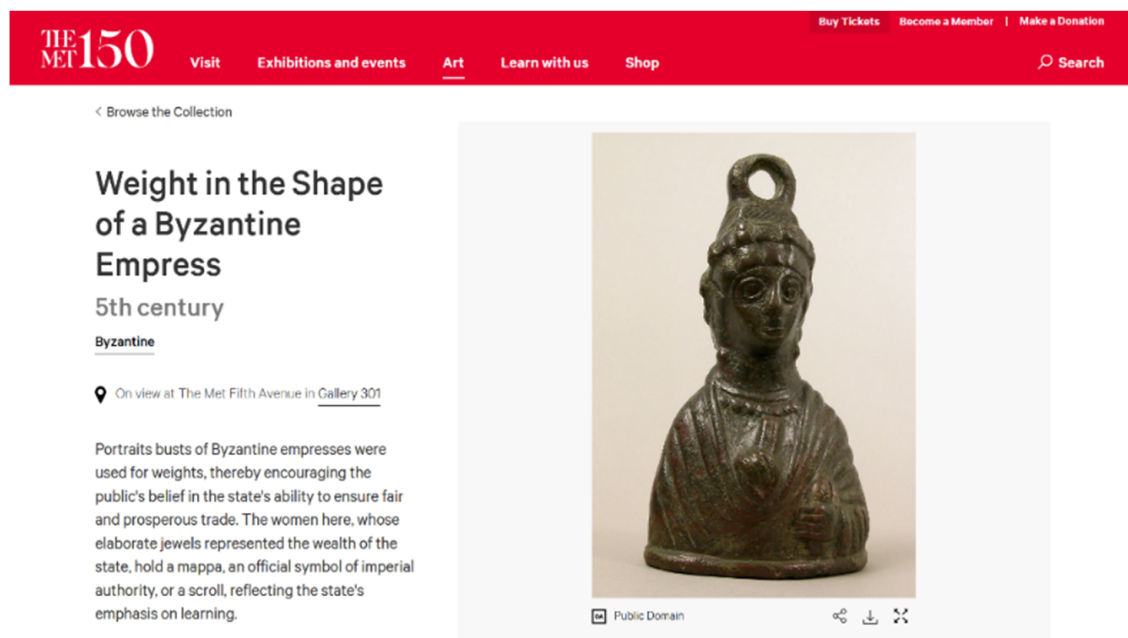 Buy Tickets Become a Member | Make a Donation
THE MET 150
Visit Exhibitions and events Art Learn with us Shop Search
< Browse the Collection
Weight in the Shape
of a Byzantine
Empress
5th century
Byzantine
On view at The Met Fifth Avenue in Gallery 301
Portraits busts of Byzantine empresses were
used for weights, thereby encouraging the
public's belief in the state's ability to ensure fair
and prosperous trade. The women here, whose
elaborate jewels represented the wealth of the
state, hold a mappa, an official symbol of imperial
authority, or a scroll, reflecting the state's
emphasis on learning.
OA Public Domain